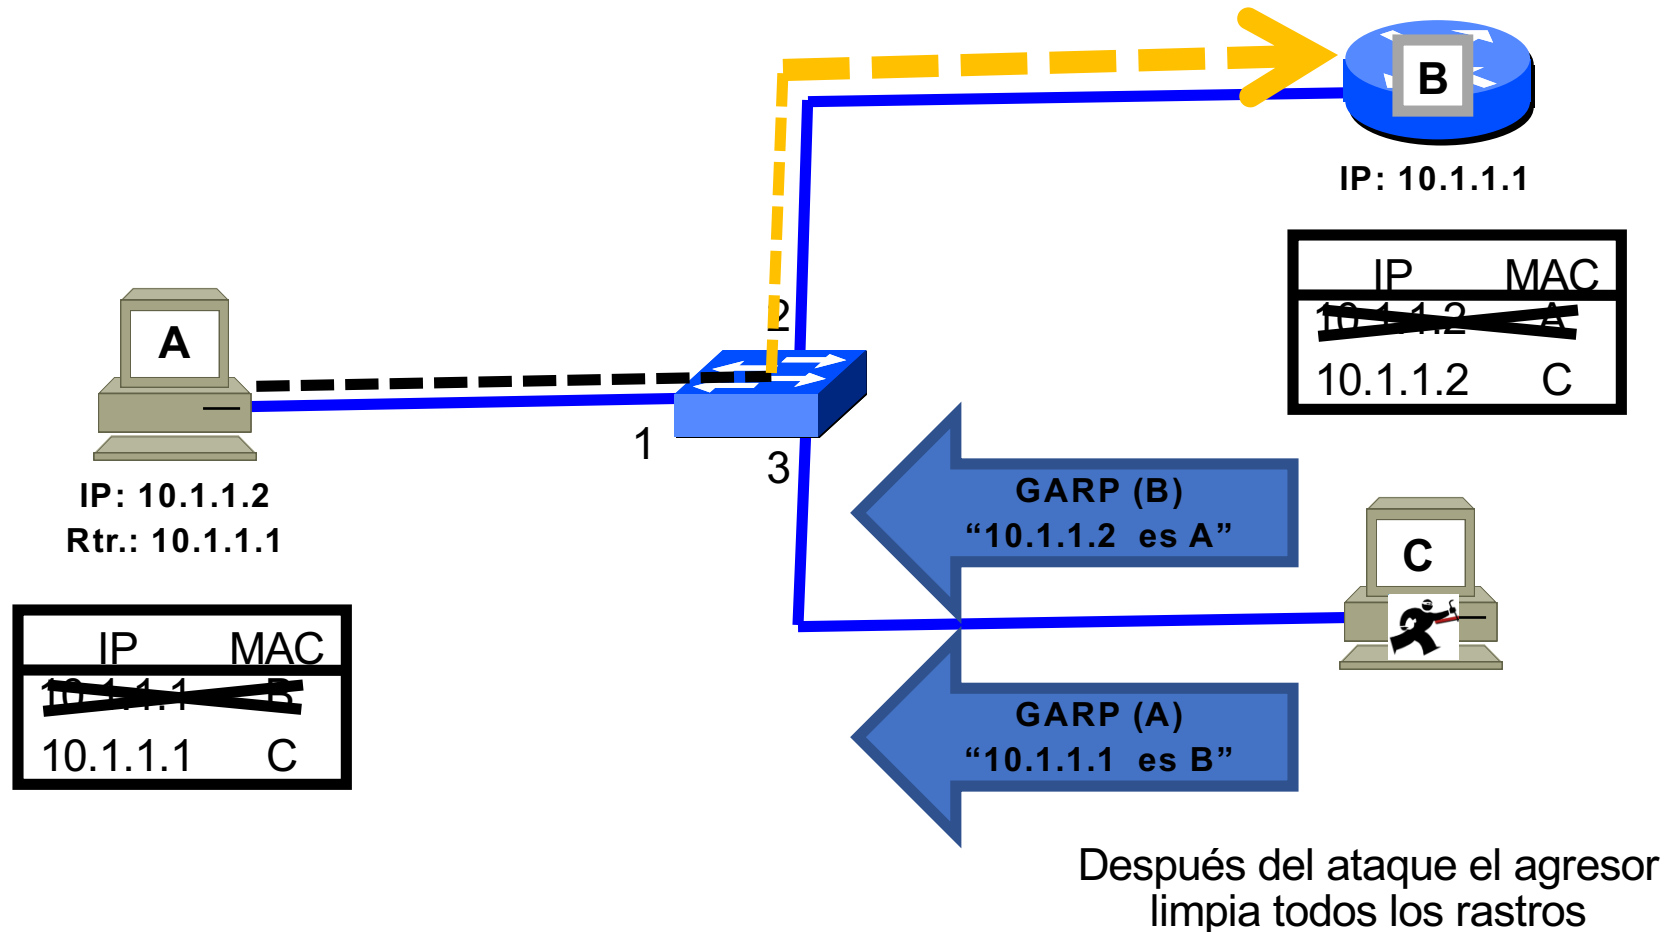 B
IP: 10.1.1.1
IP MAC
10.1.1.2 A
10.1.1.2 C
2
A
1
3
IP: 10.1.1.2
Rtr.: 10.1.1.1
GARP (B)
“10.1.1.2 es A”
C
IP MAC
10.1.1.1 B
10.1.1.1 C
GARP (A)
“10.1.1.1 es B”
Después del ataque el agresor
limpia todos los rastros